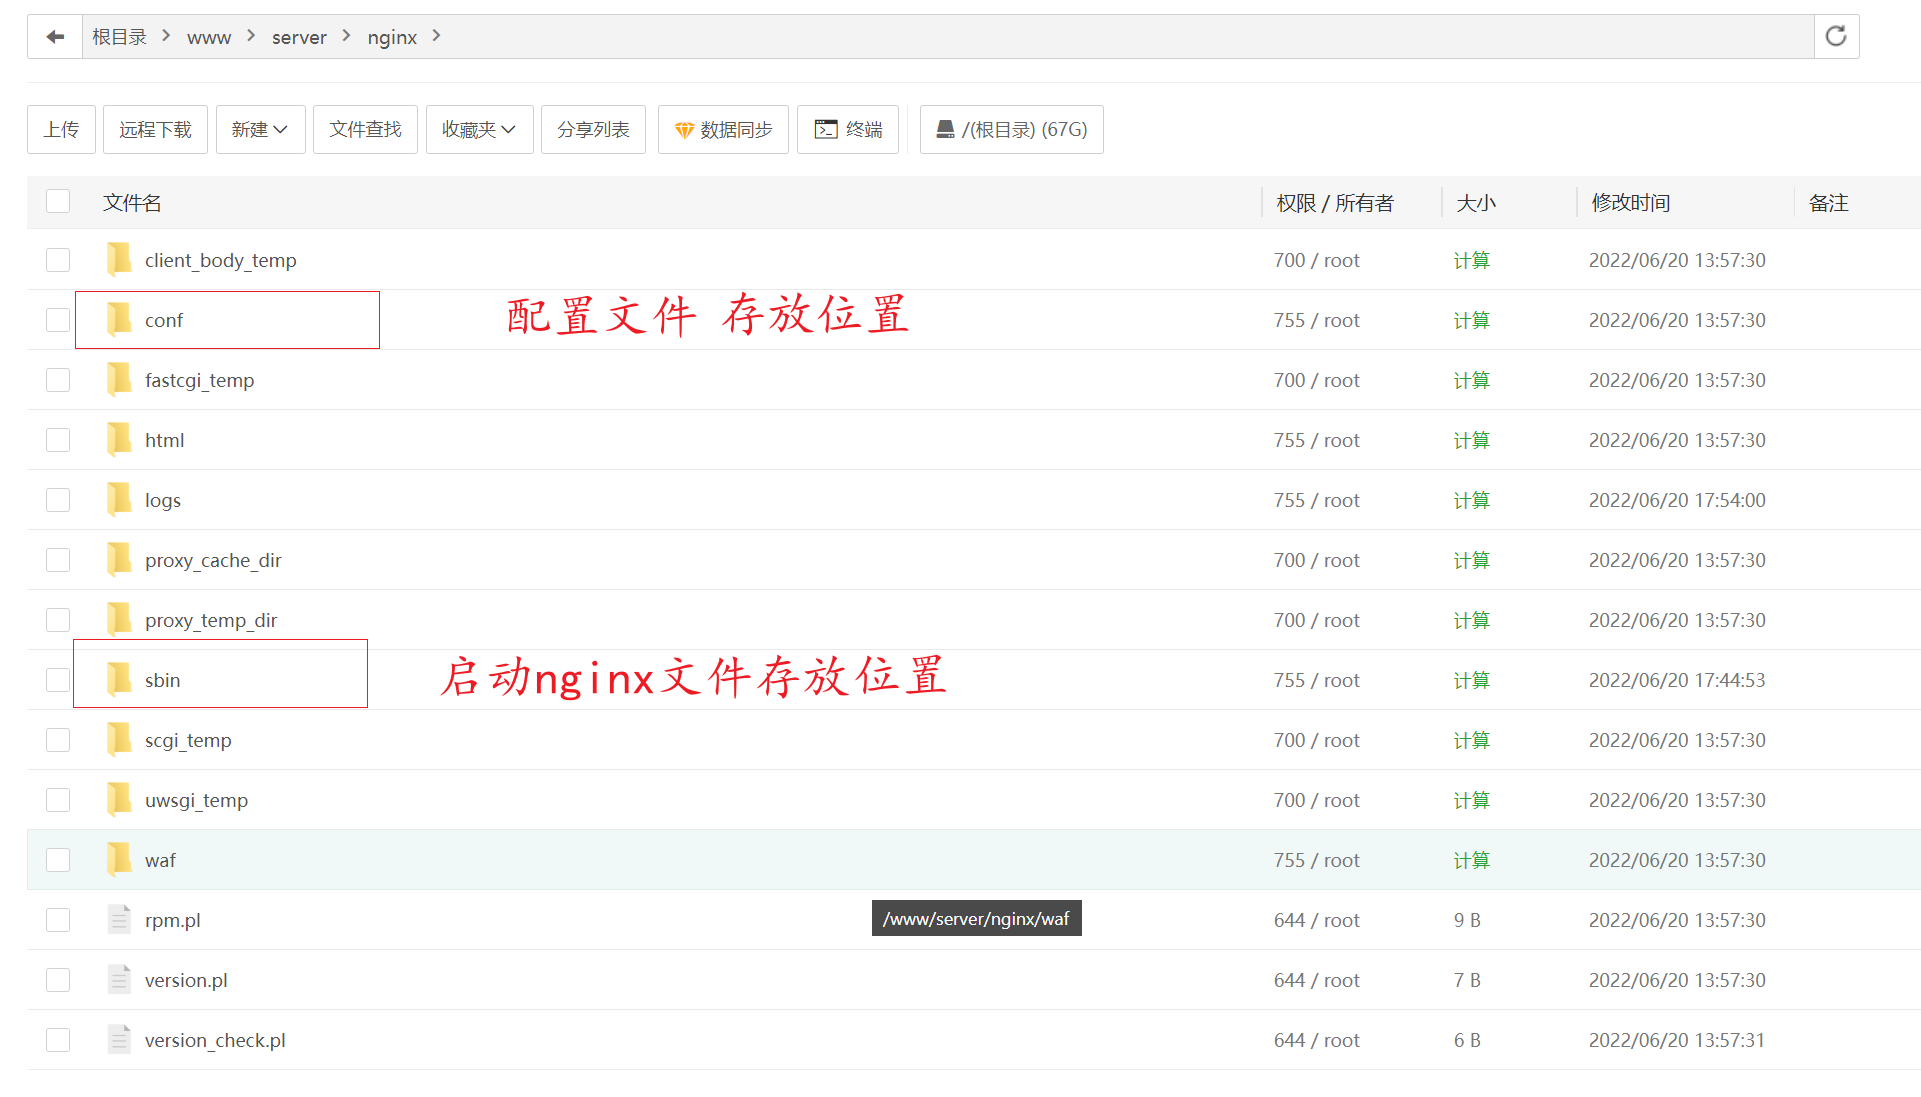 根目录 > www > server > nginx >
上传 远程下载 新建 文件查找 收藏夹 分享列表 数据同步 终端 /(根目录) (67G)
文件名 权限 / 所有者 大小 修改时间 备注
client_body_temp 700 / root 计算 2022/06/20 13:57:30
conf 配置文件 存放位置 755 / root 计算 2022/06/20 13:57:30
fastcgi_temp 700 / root 计算 2022/06/20 13:57:30
html 755 / root 计算 2022/06/20 13:57:30
logs 755 / root 计算 2022/06/20 17:54:00
proxy_cache_dir 700 / root 计算 2022/06/20 13:57:30
proxy_temp_dir 700 / root 计算 2022/06/20 13:57:30
sbin 启动nginx文件存放位置 755 / root 计算 2022/06/20 17:44:53
scgi_temp 700 / root 计算 2022/06/20 13:57:30
uwsgi_temp 700 / root 计算 2022/06/20 13:57:30
waf 755 / root 计算 2022/06/20 13:57:30
rpm.pl /www/server/nginx/waf 644 / root 9 B 2022/06/20 13:57:30
version.pl 644 / root 7 B 2022/06/20 13:57:30
version_check.pl 644 / root 6 B 2022/06/20 13:57:31